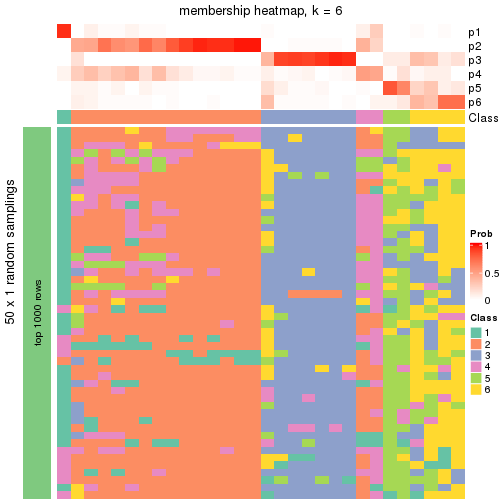 membership heatmap, k = 6
p1
p2
p3
p4
p5
p6
Class
50 x 1 random samplings
top 1000 rows
Prob
1
0.5
0
Class
1
2
3
4
5
6